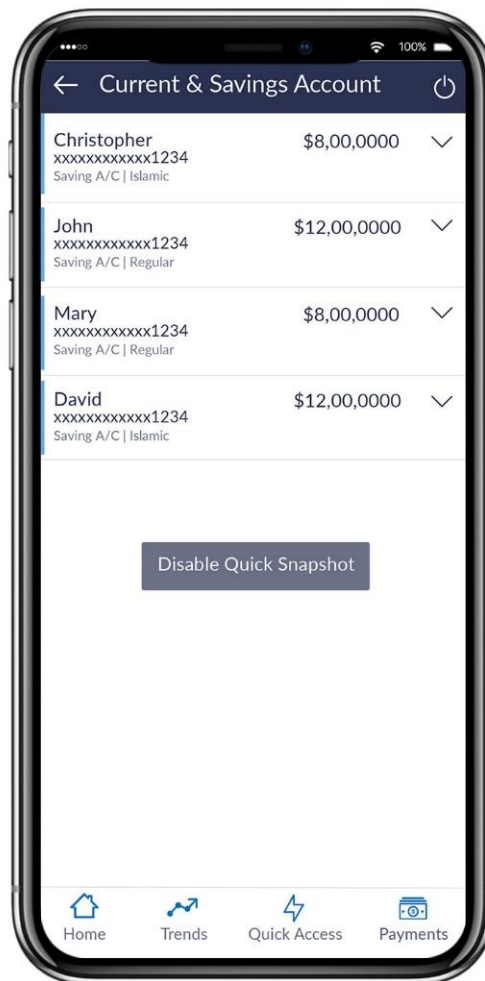 100%
Current & Savings Account
Christopher $8,00,0000
xxxxxxxxxxxx1234
Saving A/C | Islamic
John $12,00,0000
xxxxxxxxxxxx1234
Saving A/C | Regular
Mary $8,00,0000
xxxxxxxxxxxx1234
Saving A/C | Regular
David $12,00,0000
xxxxxxxxxxxx1234
Saving A/C | Islamic
Disable Quick Snapshot
Home Trends Quick Access Payments